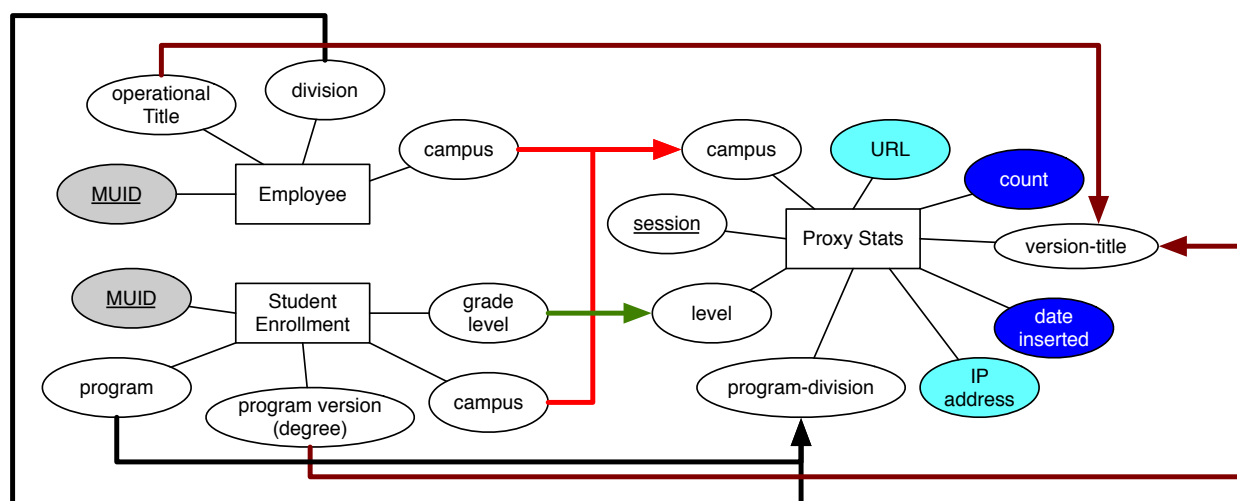 operational
Title
division
campus
MUID
Employee
campus
URL
count
session
Proxy Stats
version-title
MUID
Student
Enrollment
grade
level
level
date
inserted
program
program version
(degree)
campus
program-division
IP
address